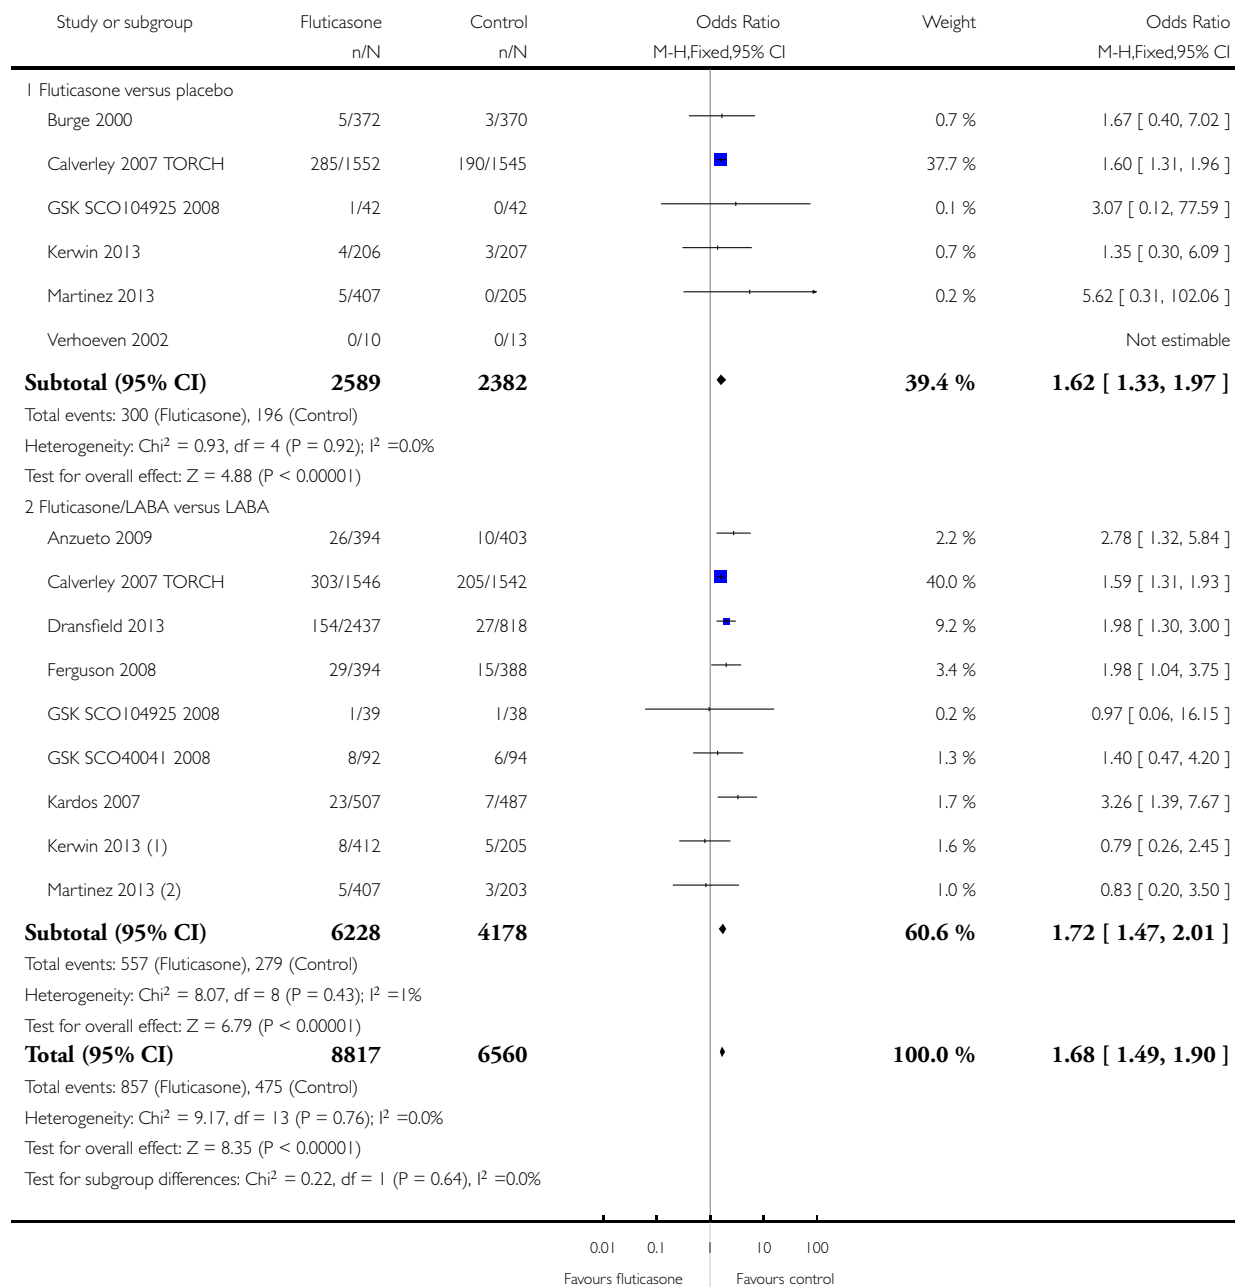 Study or subgroup Fluticasone Control Odds Ratio Weight Odds Ratio
n/N n/N M-H,Fixed,95% CI M-H,Fixed,95% CI
1 Fluticasone versus placebo
Burge 2000 5/372 3/370 0.7 % 1.67 [ 0.40, 7.02 ]
Calverley 2007 TORCH 285/1552 190/1545 37.7 % 1.60 [ 1.31, 1.96 ]
GSK SCO104925 2008 1/42 0/42 0.1 % 3.07 [ 0.12, 77.59 ]
Kerwin 2013 4/206 3/207 0.7 % 1.35 [ 0.30, 6.09 ]
Martinez 2013 5/407 0/205 0.2 % 5.62 [ 0.31, 102.06 ]
Verhoeven 2002 0/10 0/13 Not estimable
Subtotal (95% CI) 2589 2382 39.4 % 1.62 [ 1.33, 1.97 ]
Total events: 300 (Fluticasone), 196 (Control)
Heterogeneity: Chi² = 0.93, df = 4 (P = 0.92); I² =0.0%
Test for overall effect: Z = 4.88 (P < 0.00001)
2 Fluticasone/LABA versus LABA
Anzueto 2009 26/394 10/403 2.2 % 2.78 [ 1.32, 5.84 ]
Calverley 2007 TORCH 303/1546 205/1542 40.0 % 1.59 [ 1.31, 1.93 ]
Dransfield 2013 154/2437 27/818 9.2 % 1.98 [ 1.30, 3.00 ]
Ferguson 2008 29/394 15/388 3.4 % 1.98 [ 1.04, 3.75 ]
GSK SCO104925 2008 1/39 1/38 0.2 % 0.97 [ 0.06, 16.15 ]
GSK SCO40041 2008 8/92 6/94 1.3 % 1.40 [ 0.47, 4.20 ]
Kardos 2007 23/507 7/487 1.7 % 3.26 [ 1.39, 7.67 ]
Kerwin 2013 (1) 8/412 5/205 1.6 % 0.79 [ 0.26, 2.45 ]
Martinez 2013 (2) 5/407 3/203 1.0 % 0.83 [ 0.20, 3.50 ]
Subtotal (95% CI) 6228 4178 60.6 % 1.72 [ 1.47, 2.01 ]
Total events: 557 (Fluticasone), 279 (Control)
Heterogeneity: Chi² = 8.07, df = 8 (P = 0.43); I² =1%
Test for overall effect: Z = 6.79 (P < 0.00001)
Total (95% CI) 8817 6560 100.0 % 1.68 [ 1.49, 1.90 ]
Total events: 857 (Fluticasone), 475 (Control)
Heterogeneity: Chi² = 9.17, df = 13 (P = 0.76); I² =0.0%
Test for overall effect: Z = 8.35 (P < 0.00001)
Test for subgroup differences: Chi² = 0.22, df = 1 (P = 0.64), I² =0.0%
0.01 0.1 1 10 100
Favours fluticasone Favours control